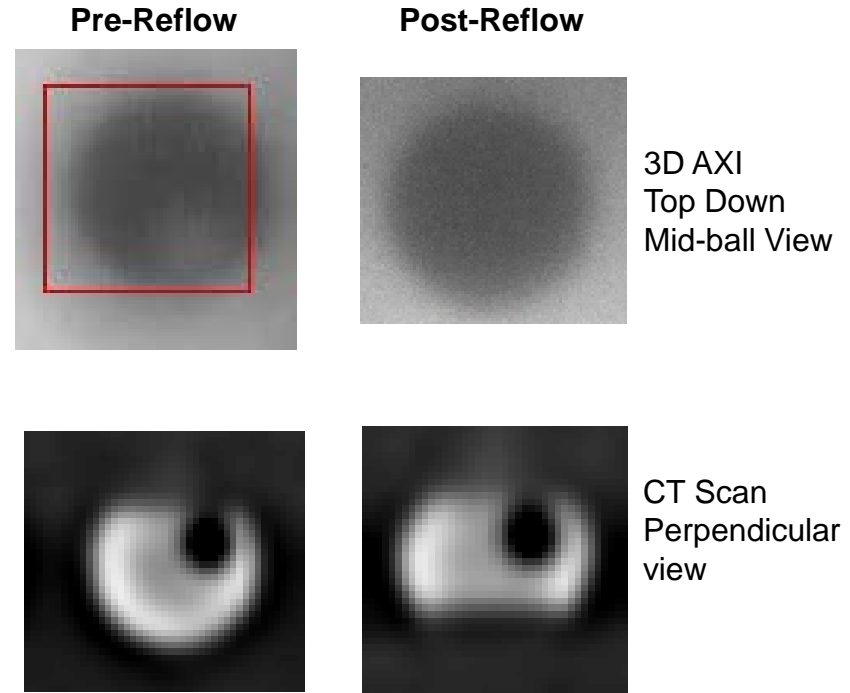 Pre-Reflow
Post-Reflow
3D AXI
Top Down
Mid-ball View
CT Scan
Perpendicular
view